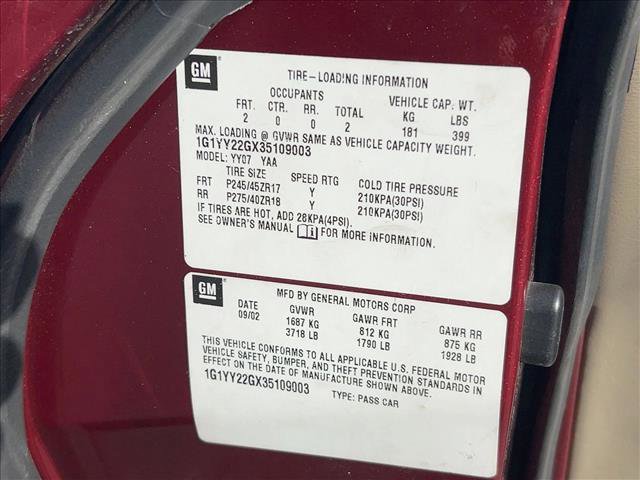 GM
TIRE-LOADING INFORMATION
OCCUPANTS VEHICLE CAP. WT.
FRT. CTR. RR. TOTAL KG LBS
2 0 0 2 181 399
MAX. LOADING @ GVWR SAME AS VEHICLE CAPACITY WEIGHT.
1G1YY22GX35109003
MODEL: YY07 YAA
TIRE SIZE SPEED RTG COLD TIRE PRESSURE
FRT P245/45ZR17 Y 210KPA(30PSI)
RR P275/40ZR18 Y 210KPA(30PSI)
IF TIRES ARE HOT, ADD 28KPA(4PSI).
SEE OWNER'S MANUAL FOR MORE INFORMATION.
GM
MFD BY GENERAL MOTORS CORP
DATE GVWR GAWR FRT GAWR RR
09/02 1687 KG 812 KG 875 KG
3718 LB 1790 LB 1928 LB
THIS VEHICLE CONFORMS TO ALL APPLICABLE U.S. FEDERAL MOTOR
VEHICLE SAFETY, BUMPER, AND THEFT PREVENTION STANDARDS IN
EFFECT ON THE DATE OF MANUFACTURE SHOWN ABOVE.
1G1YY22GX35109003
TYPE: PASS CAR